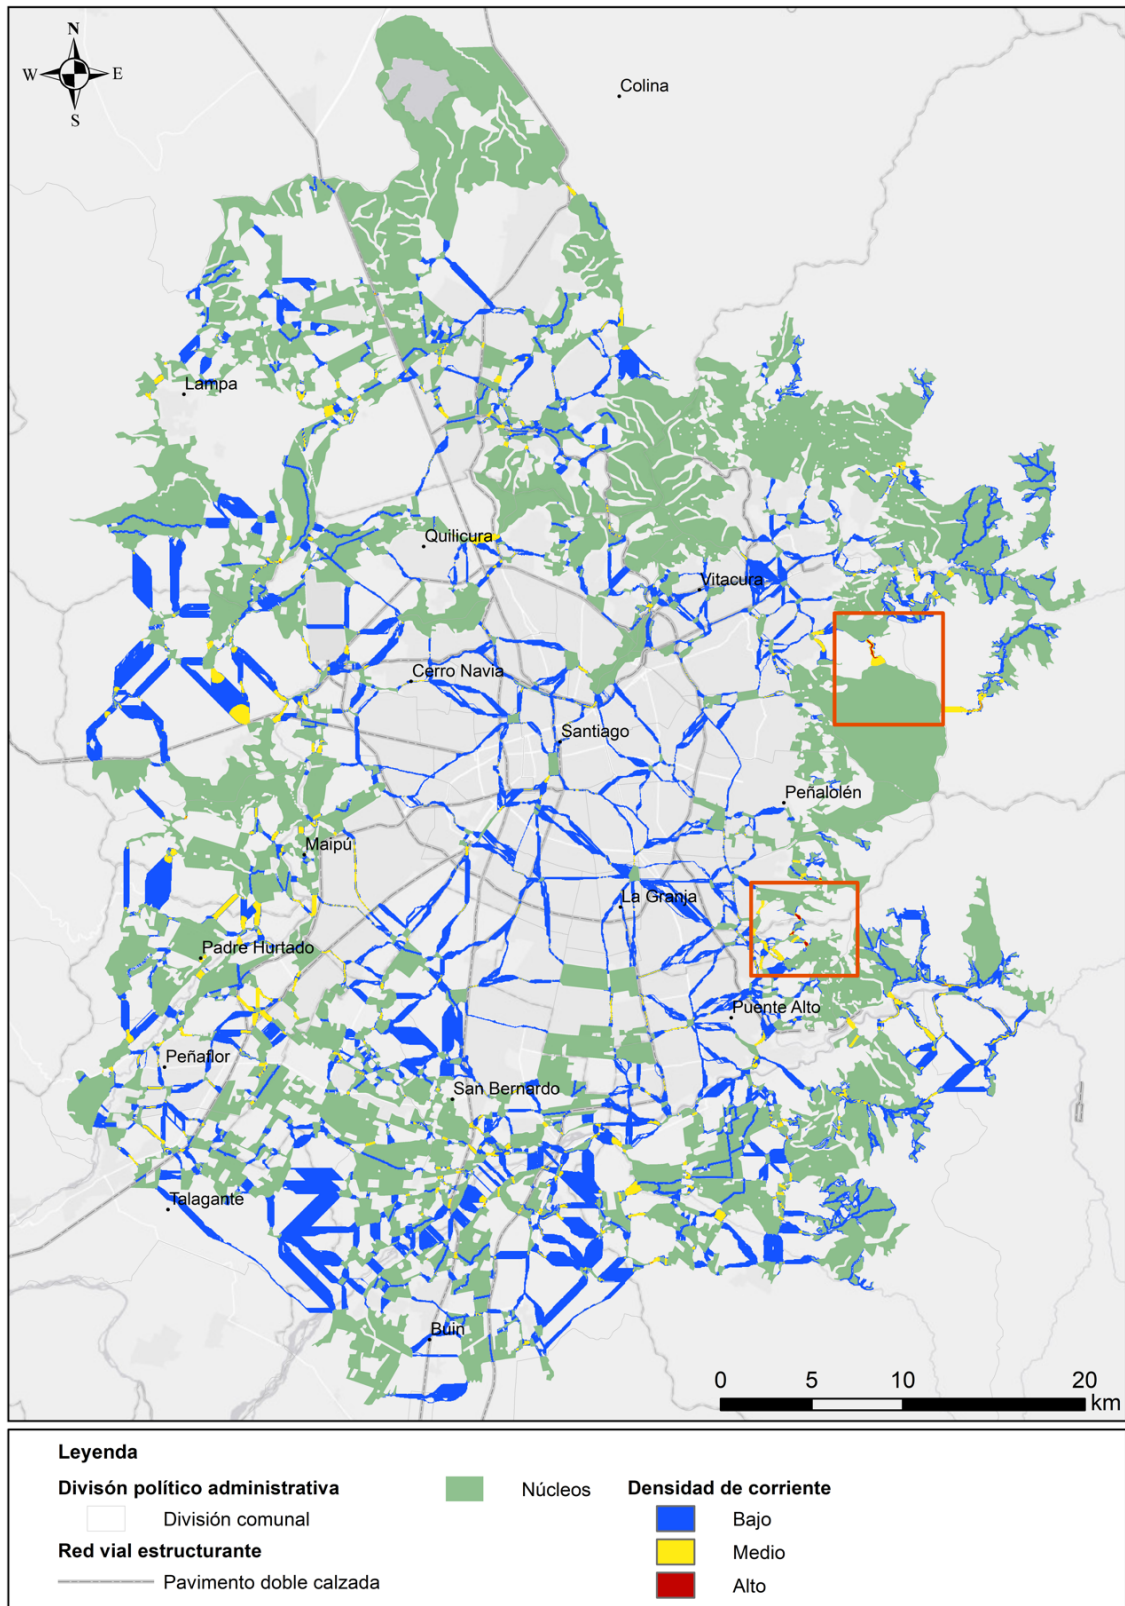 N
W E
S
Colina
Lampa
Quilicura
Vitacura
Cerro Navia
Santiago
Peñalolén
Maipú
La Granja
Padre Hurtado
Puente Alto
Peñaflor
San Bernardo
Talagante
Buin
0 5 10 20
km
Leyenda
Divisón político administrativa
División comunal
Red vial estructurante
Pavimento doble calzada
Núcleos
Densidad de corriente
Bajo
Medio
Alto